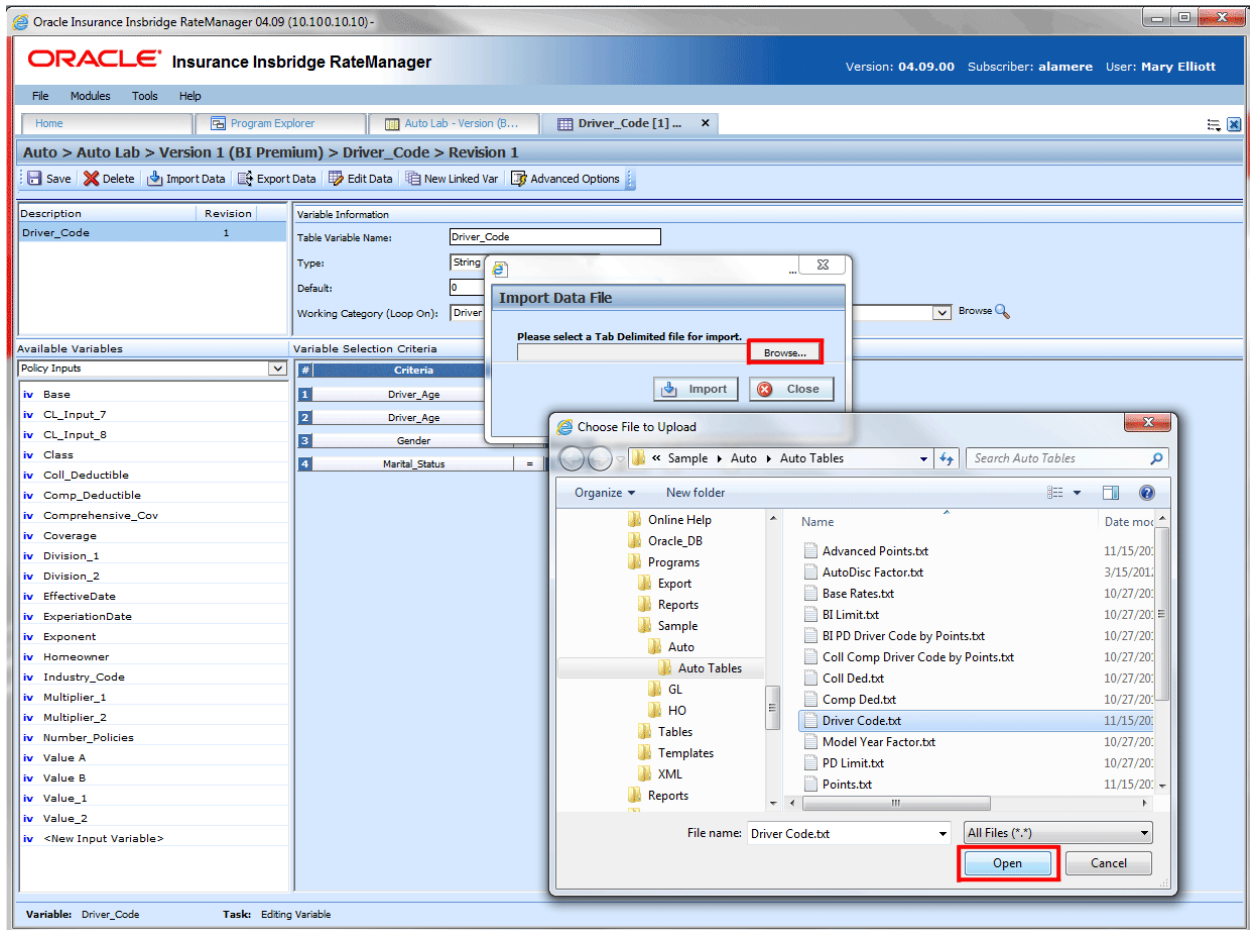 Oracle Insurance Insbridge RateManager 04.09 (10.100.10.10) -
ORACLE Insurance Insbridge RateManager
Version: 04.09.00 Subscriber: alamere User: Mary Elliott
File Modules Tools Help
Home Program Explorer Auto Lab - Version (B... Driver_Code [1] ... x
Auto > Auto Lab > Version 1 (BI Premium) > Driver_Code > Revision 1
Save Delete Import Data Export Data Edit Data New Linked Var Advanced Options
Description Revision
Driver_Code 1
Variable Information
Table Variable Name: Driver_Code
Type: String
Default: 0
Working Category (Loop On): Driver
Browse
Available Variables
Policy Inputs
iv Base
iv CL_Input_7
iv CL_Input_8
iv Class
iv Coll_Deductible
iv Comp_Deductible
iv Comprehensive_Cov
iv Coverage
iv Division_1
iv Division_2
iv EffectiveDate
iv ExperiationDate
iv Exponent
iv Homeowner
iv Industry_Code
iv Multiplier_1
iv Multiplier_2
iv Number_Policies
iv Value A
iv Value B
iv Value_1
iv Value_2
iv <New Input Variable>
Variable Selection Criteria
# Criteria
1 Driver_Age
2 Driver_Age
3 Gender
4 Marital_Status =
...
Import Data File
Please select a Tab Delimited file for import.
Browse...
Import Close
Choose File to Upload
« Sample Auto Auto Tables
Search Auto Tables
Organize New folder
Online Help
Oracle_DB
Programs
Export
Reports
Sample
Auto
Auto Tables
GL
HO
Tables
Templates
XML
Reports
Name Date
Advanced Points.txt 11/15/20
AutoDisc Factor.txt 3/15/201
Base Rates.txt 10/27/20
BI Limit.txt 10/27/20
BI PD Driver Code by Points.txt 10/27/20
Coll Comp Driver Code by Points.txt 10/27/20
Coll Ded.txt 10/27/20
Comp Ded.txt 10/27/20
Driver Code.txt 11/15/20
Model Year Factor.txt 10/27/20
PD Limit.txt 10/27/20
Points.txt 11/15/20
File name: Driver Code.txt All Files (*.*)
Open Cancel
Variable: Driver_Code Task: Editing Variable